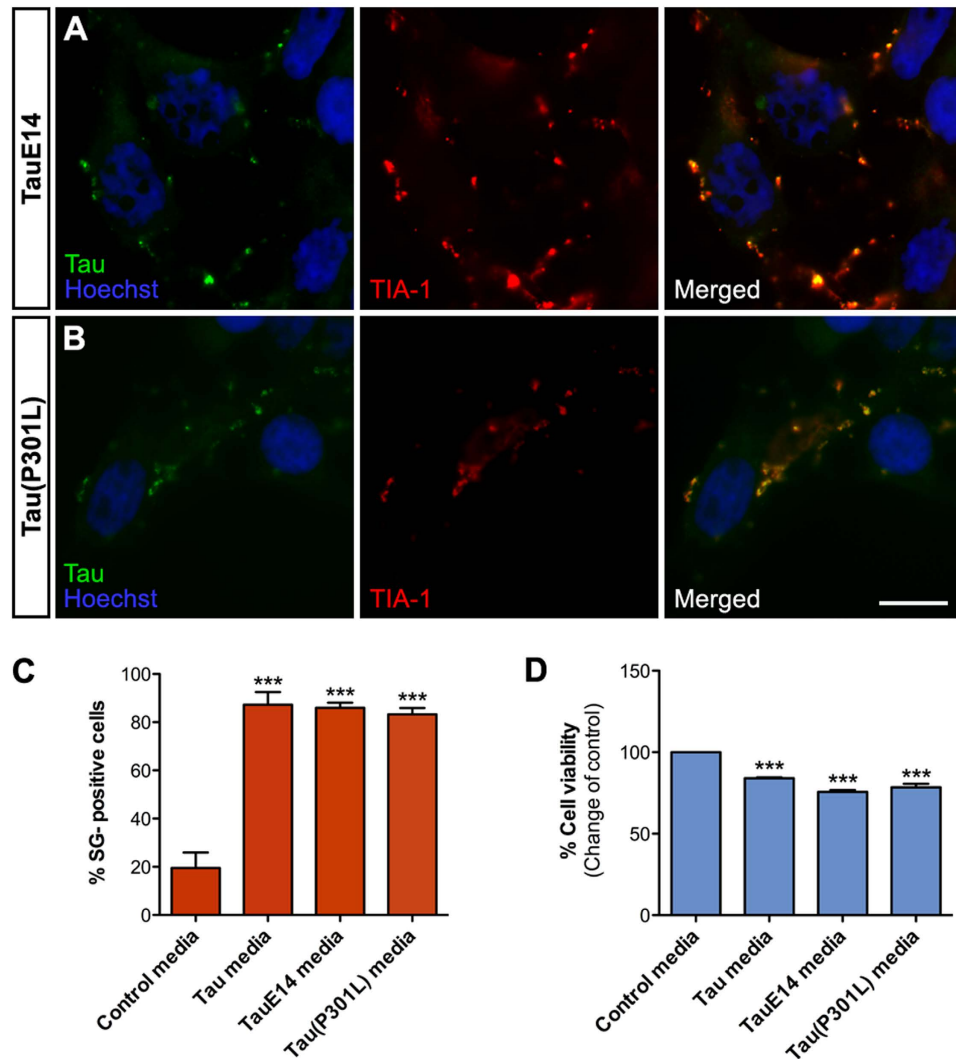 TauE14
A
Tau
Hoechst
TIA-1
Merged
Tau(P301L)
B
Tau
Hoechst
TIA-1
Merged
C
% SG- positive cells
100
80
60
40
20
0
***
***
***
Control media
Tau media
TauE14 media
Tau(P301L) media
D
% Cell viability
(Change of control)
150
100
50
0
***
***
***
Control media
Tau media
TauE14 media
Tau(P301L) media